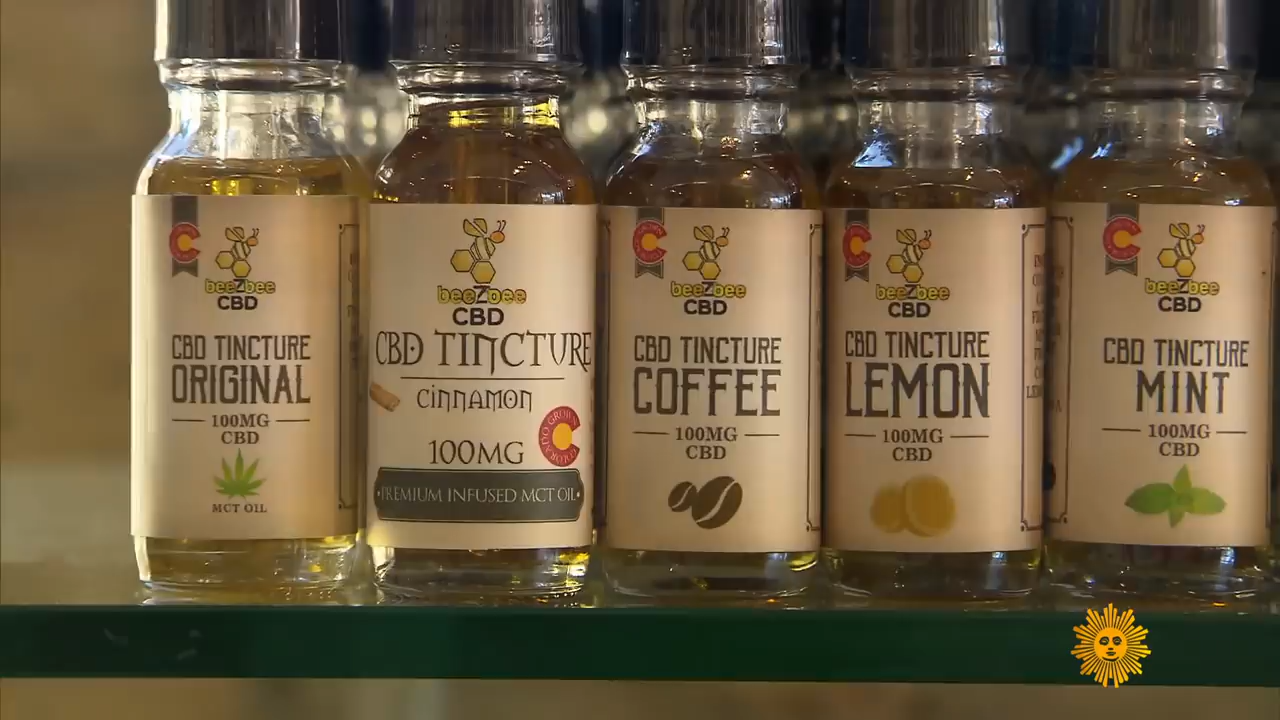 beeZbee
CBD
CBD TINCTURE
ORIGINAL
100MG
CBD
MCT OIL
beeZbee
CBD
CBD TINCTURE
CINNAMON
100MG
COLORADO GROWN
PREMIUM INFUSED MCT OIL
beeZbee
CBD
CBD TINCTURE
COFFEE
100MG
CBD
beeZbee
CBD
CBD TINCTURE
LEMON
100MG
CBD
beeZbee
CBD
CBD TINCTURE
MINT
100MG
CBD